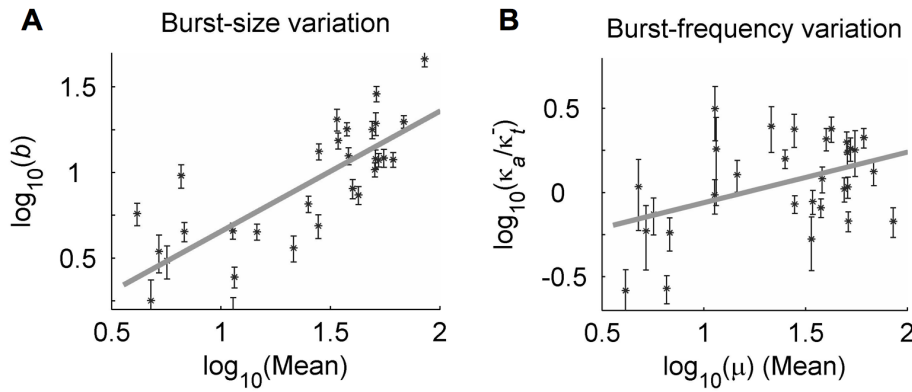 A
Burst-size variation
1.5
1
0.5
log10(b)
0.5
1
1.5
2
log10(Mean)
B
Burst-frequency variation
0.5
0
-0.5
log10(κa/κt̄)
0.5
1
1.5
2
log10(μ) (Mean)